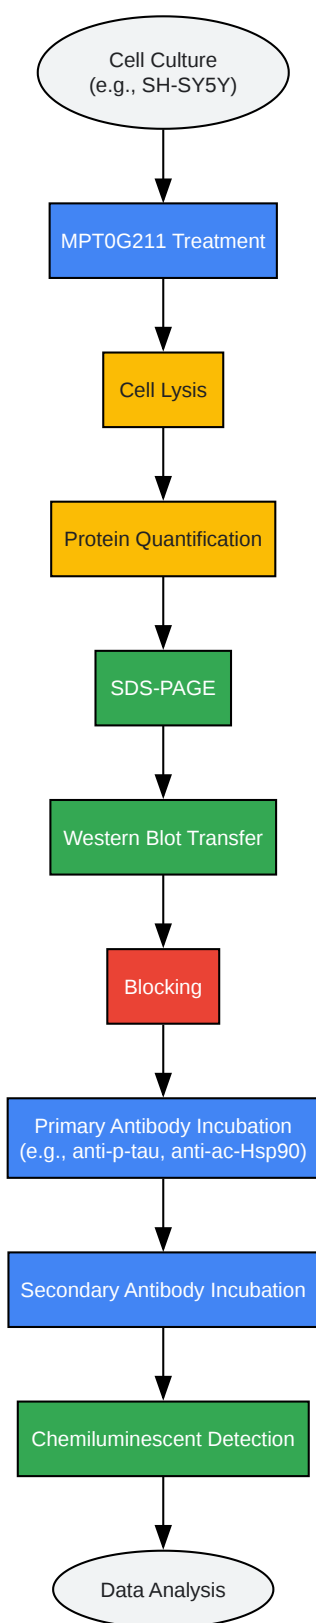 Cell Culture
(e.g., SH-SY5Y)
MPT0G211 Treatment
Cell Lysis
Protein Quantification
SDS-PAGE
Western Blot Transfer
Blocking
Primary Antibody Incubation
(e.g., anti-p-tau, anti-ac-Hsp90)
Secondary Antibody Incubation
Chemiluminescent Detection
Data Analysis